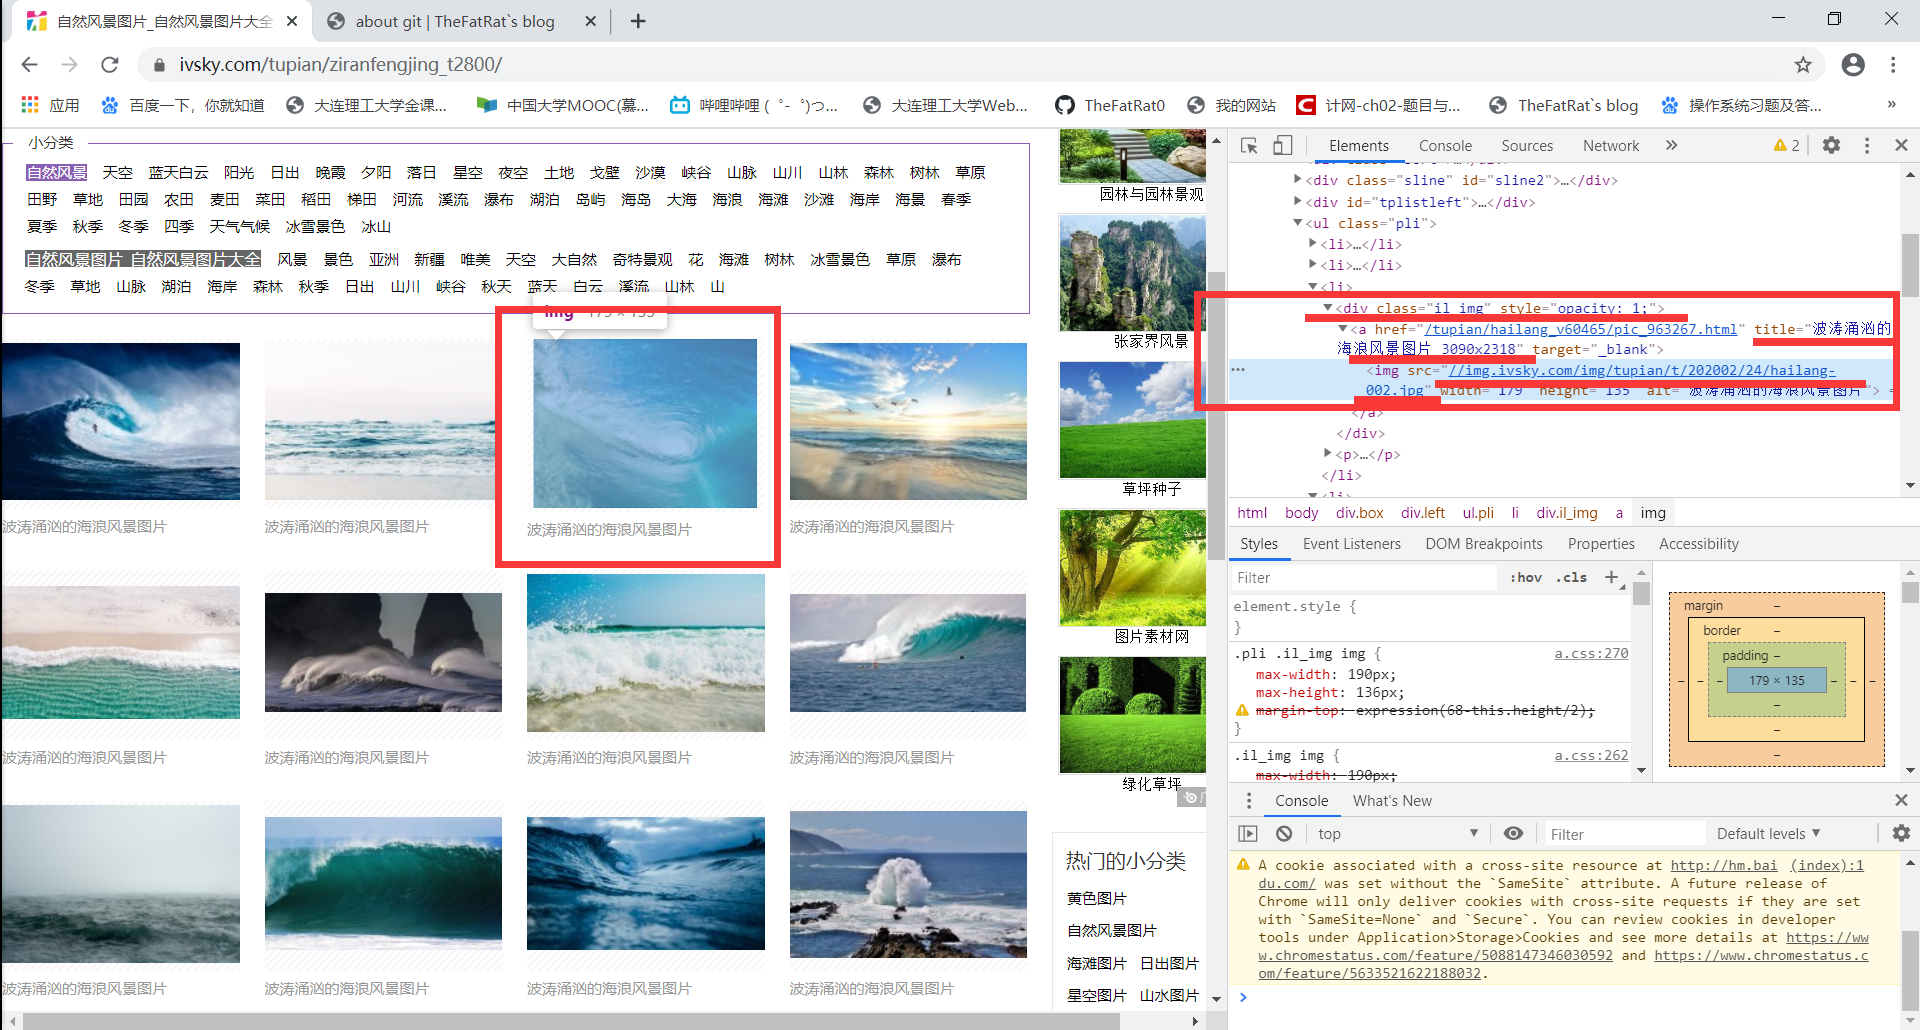 自然风景图片_自然风景图片大全
about git | TheFatRat`s blog
ivsky.com/tupian/ziranfengjing_t2800/
应用
百度一下，你就知道
大连理工大学金课...
中国大学MOOC(慕...
哔哩哔哩 ( ゜- ゜)つ...
大连理工大学Web...
TheFatRat0
我的网站
计网-ch02-题目与...
TheFatRat`s blog
操作系统习题及答...
»
小分类
自然风景 天空 蓝天白云 阳光 日出 晚霞 夕阳 落日 星空 夜空 土地 戈壁 沙漠 峡谷 山脉 山川 山林 森林 树林 草原
田野 草地 田园 农田 麦田 菜田 稻田 梯田 河流 溪流 瀑布 湖泊 岛屿 海岛 大海 海浪 海滩 沙滩 海岸 海景 春季
夏季 秋季 冬季 四季 天气气候 冰雪景色 冰山
自然风景图片_自然风景图片大全 风景 景色 亚洲 新疆 唯美 天空 大自然 奇特景观 花 海滩 树林 冰雪景色 草原 瀑布
冬季 草地 山脉 湖泊 海岸 森林 秋季 日出 山川 峡谷 秋天 蓝天 白云 溪流 山林 山
img 179 × 135
波涛汹涌的海浪风景图片
波涛汹涌的海浪风景图片
波涛汹涌的海浪风景图片
波涛汹涌的海浪风景图片
波涛汹涌的海浪风景图片
波涛汹涌的海浪风景图片
波涛汹涌的海浪风景图片
波涛汹涌的海浪风景图片
波涛汹涌的海浪风景图片
波涛汹涌的海浪风景图片
波涛汹涌的海浪风景图片
波涛汹涌的海浪风景图片
园林与园林景观
张家界风景
草坪种子
图片素材网
绿化草坪
热门的小分类
黄色图片
自然风景图片
海滩图片 日出图片
星空图片 山水图片
Elements Console Sources Network » 2
<div class="sline" id="sline2">…</div>
<div id="tplistleft">…</div>
<ul class="pli">
<li>…</li>
<li>…</li>
<li>
<div class="il_img" style="opacity: 1;">
<a href="/tupian/hailang_v60465/pic_963267.html" title="波涛汹涌的
海浪风景图片 3090x2318" target="_blank">
<img src="//img.ivsky.com/img/tupian/t/202002/24/hailang-
002.jpg" width="179" height="135" alt="波涛汹涌的海浪风景图片">
</a>
</div>
<p>…</p>
</li>
<li>
html body div.box div.left ul.pli li div.il_img a img
Styles Event Listeners DOM Breakpoints Properties Accessibility
Filter :hov .cls +
element.style {
}
.pli .il_img img { a.css:270
max-width: 190px;
max-height: 136px;
margin-top: expression(68-this.height/2);
}
.il_img img { a.css:262
max-width: 190px;
margin –
border –
padding –
– – – 179 × 135 – – –
–
–
–
Console What's New
top Filter Default levels
A cookie associated with a cross-site resource at http://hm.bai (index):1
du.com/ was set without the `SameSite` attribute. A future release of
Chrome will only deliver cookies with cross-site requests if they are set
with `SameSite=None` and `Secure`. You can review cookies in developer
tools under Application>Storage>Cookies and see more details at https://ww
w.chromestatus.com/feature/5088147346030592 and https://www.chromestatus.c
om/feature/5633521622188032.